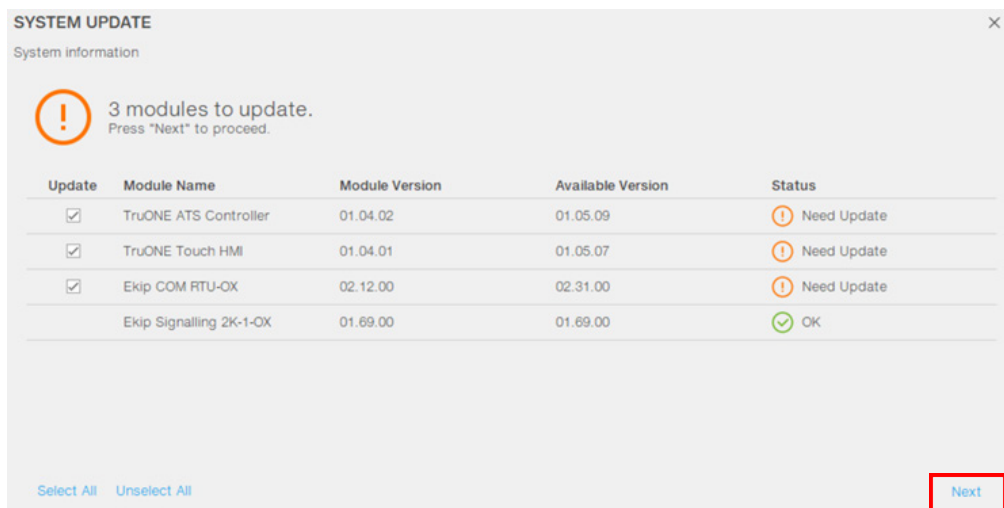 SYSTEM UPDATE
System information
3 modules to update.
Press "Next" to proceed.
Update Module Name Module Version Available Version Status
TruONE ATS Controller 01.04.02 01.05.09 Need Update
TruONE Touch HMI 01.04.01 01.05.07 Need Update
Ekip COM RTU-OX 02.12.00 02.31.00 Need Update
Ekip Signalling 2K-1-OX 01.69.00 01.69.00 OK
Select All Unselect All Next